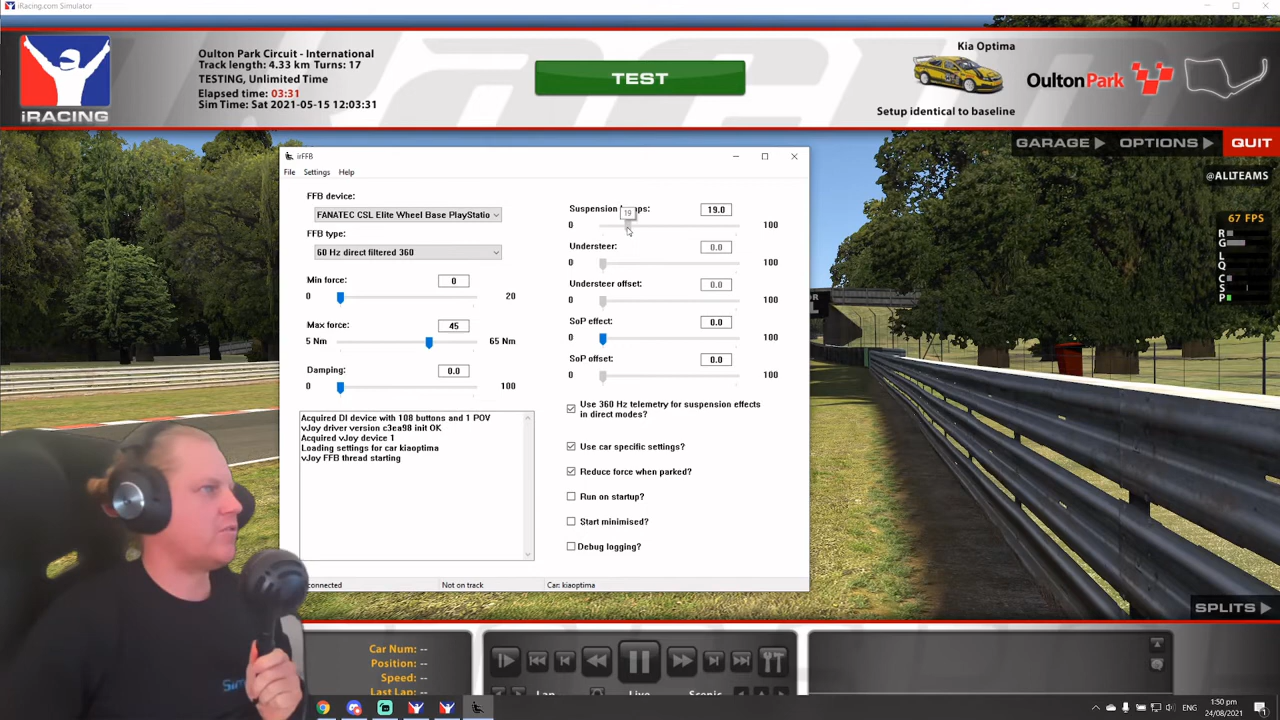 iRacing.com Simulator
iRACING
Oulton Park Circuit - International
Track length: 4.33 km Turns: 17
TESTING, Unlimited Time
Elapsed time: 03:31
Sim Time: Sat 2021-05-15 12:03:31
TEST
Kia Optima
OultonPark
Setup identical to baseline
GARAGE
OPTIONS
QUIT
@ALLTEAMS
67 FPS
R
G
L
Q
C
S
P
irFFB
File Settings Help
FFB device:
FANATEC CSL Elite Wheel Base PlayStatio
FFB type:
60 Hz direct filtered 360
Min force:
0
0 20
Max force:
45
5 Nm 65 Nm
Damping:
0.0
0 100
Acquired DI device with 108 buttons and 1 POV
vJoy driver version c3ea98 init OK
Acquired vJoy device 1
Loading settings for car kiaoptima
vJoy FFB thread starting
Suspension
19
19.0
0 100
Understeer: 0.0
0 100
Understeer offset: 0.0
0 100
SoP effect: 0.0
0 100
SoP offset: 0.0
0 100
Use 360 Hz telemetry for suspension effects
in direct modes?
Use car specific settings?
Reduce force when parked?
Run on startup?
Start minimised?
Debug logging?
connected Not on track Car: kiaoptima
SPLITS
Car Num: --
Position: --
Speed: --
Last Lap: --
Lap Live Scenic
ENG
1:50 pm
24/08/2021